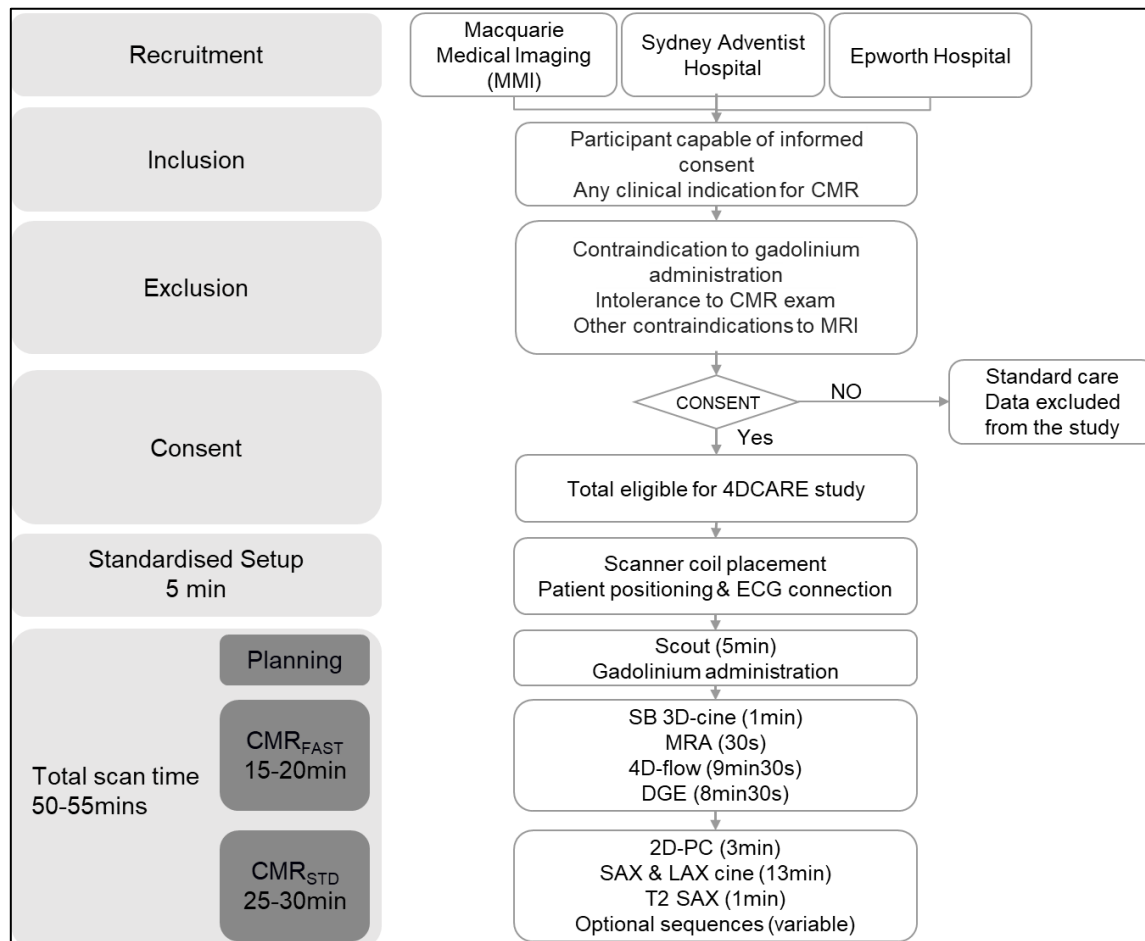 Recruitment
Macquarie
Medical Imaging
(MMI)
Sydney Adventist
Hospital
Epworth Hospital
Inclusion
Participant capable of informed
consent
Any clinical indication for CMR
Exclusion
Contraindication to gadolinium
administration
Intolerance to CMR exam
Other contraindications to MRI
Consent
CONSENT
NO
Standard care
Data excluded
from the study
Yes
Total eligible for 4DCARE study
Standardised Setup
5 min
Scanner coil placement
Patient positioning & ECG connection
Total scan time
50-55mins
Planning
Scout (5min)
Gadolinium administration
CMRFAST
15-20min
SB 3D-cine (1min)
MRA (30s)
4D-flow (9min30s)
DGE (8min30s)
CMRSTD
25-30min
2D-PC (3min)
SAX & LAX cine (13min)
T2 SAX (1min)
Optional sequences (variable)